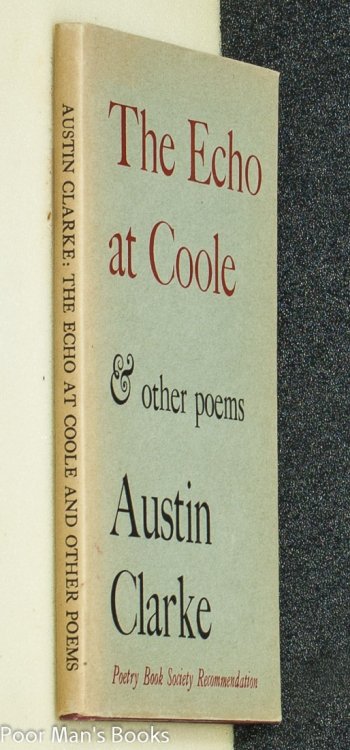 AUSTIN CLARKE: THE ECHO AT COOLE AND OTHER POEMS
The Echo
at Coole
& other poems
Austin
Clarke
Poetry Book Society Recommendation
Poor Man's Books